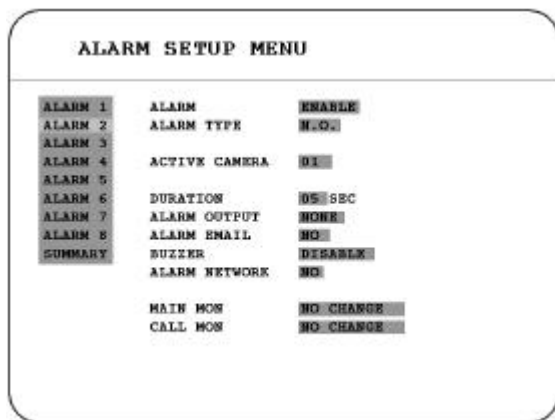 ALARM SETUP MENU
ALARM 1 ALARM ENABLE
ALARM 2 ALARM TYPE N.O.
ALARM 3
ALARM 4 ACTIVE CAMERA 01
ALARM 5
ALARM 6 DURATION 05 SEC
ALARM 7 ALARM OUTPUT NONE
ALARM 8 ALARM EMAIL NO
SUMMARY BUZZER DISABLE
ALARM NETWORK NO
MAIN MON NO CHANGE
CALL MON NO CHANGE